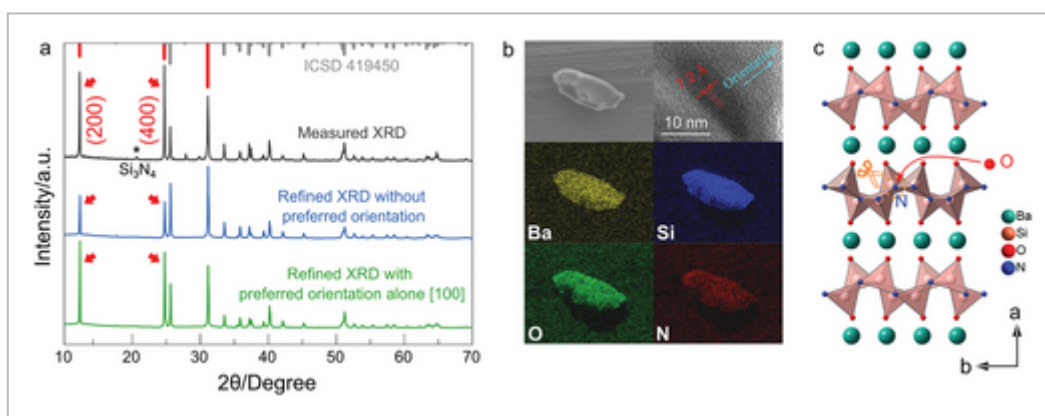 a
ICSD 419450
(200)
(400)
Measured XRD
*
Si₃N₄
Refined XRD without
preferred orientation
Refined XRD with
preferred orientation alone [100]
Intensity/a.u.
10 20 30 40 50 60 70
2θ/Degree
b
Orientation
10 nm
Ba
Si
O
N
c
O
N
Ba
Si
O
N
a
b